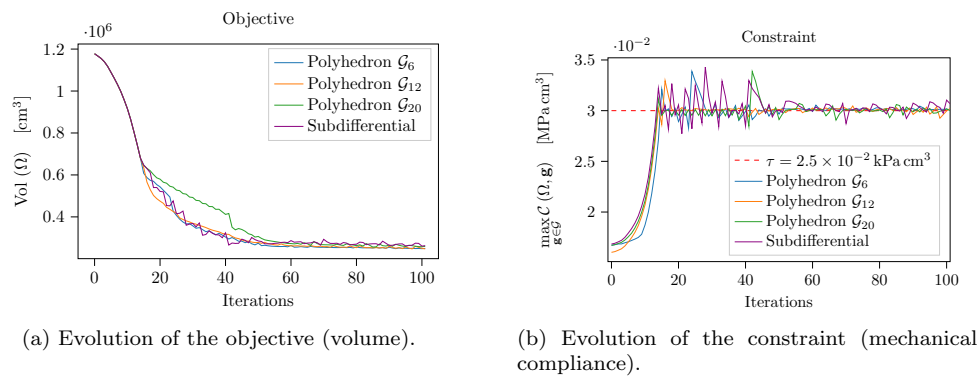 Objective
·10^6
1.2
1
0.8
0.6
0.4
Vol (Ω) [cm³]
Polyhedron 𝒢₆
Polyhedron 𝒢₁₂
Polyhedron 𝒢₂₀
Subdifferential
0 20 40 60 80 100
Iterations
(a) Evolution of the objective (volume).
Constraint
·10⁻²
3.5
3
2.5
2
max 𝒞 (Ω, 𝐠) [MPa cm³]
𝐠∈𝒢
τ = 2.5 × 10⁻² kPa cm³
Polyhedron 𝒢₆
Polyhedron 𝒢₁₂
Polyhedron 𝒢₂₀
Subdifferential
0 20 40 60 80 100
Iterations
(b) Evolution of the constraint (mechanical
compliance).